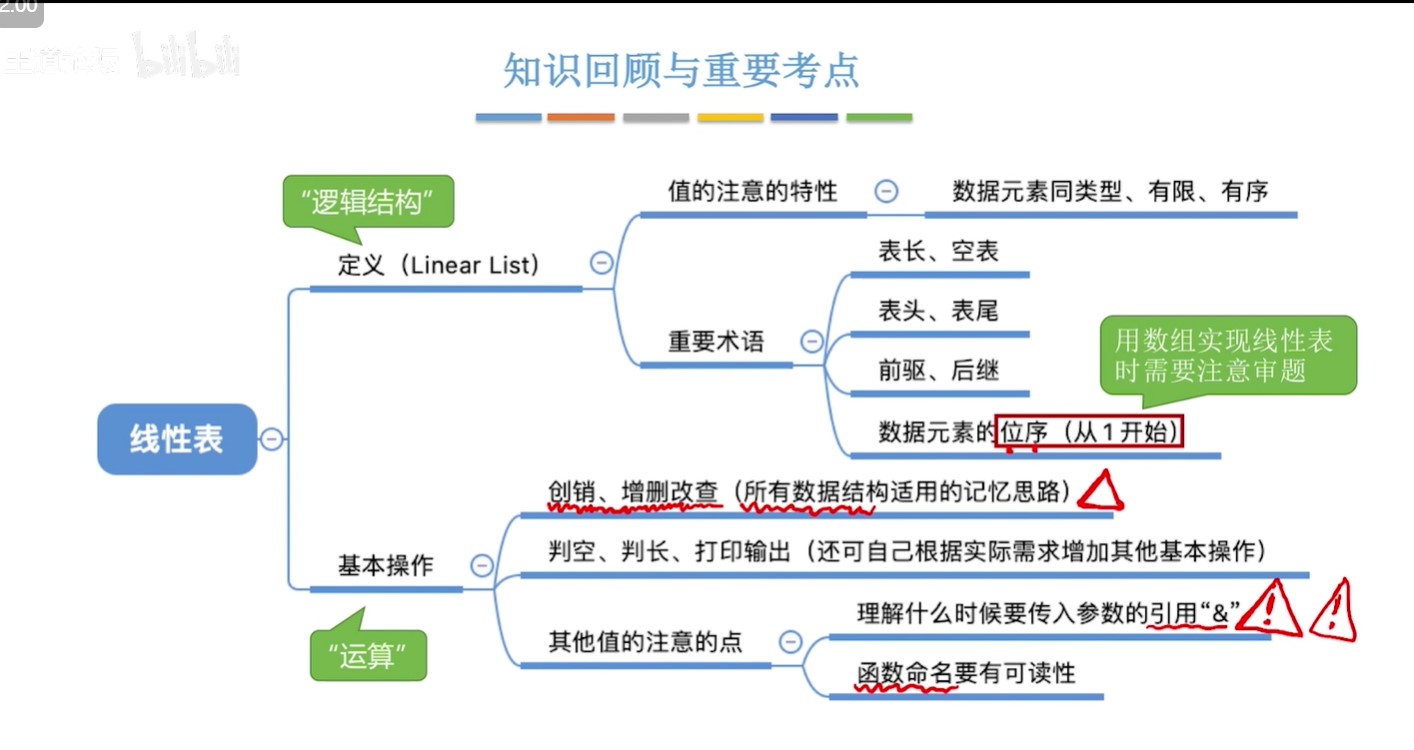 2.00
王道论坛 bilibili
知识回顾与重要考点
“逻辑结构”
值的注意的特性
数据元素同类型、有限、有序
定义（Linear List）
表长、空表
表头、表尾
重要术语
用数组实现线性表
时需要注意审题
前驱、后继
数据元素的位序（从1开始）
线性表
创销、增删改查（所有数据结构适用的记忆思路）
判空、判长、打印输出（还可自己根据实际需求增加其他基本操作）
基本操作
理解什么时候要传入参数的引用“&”
其他值的注意的点
“运算”
函数命名要有可读性